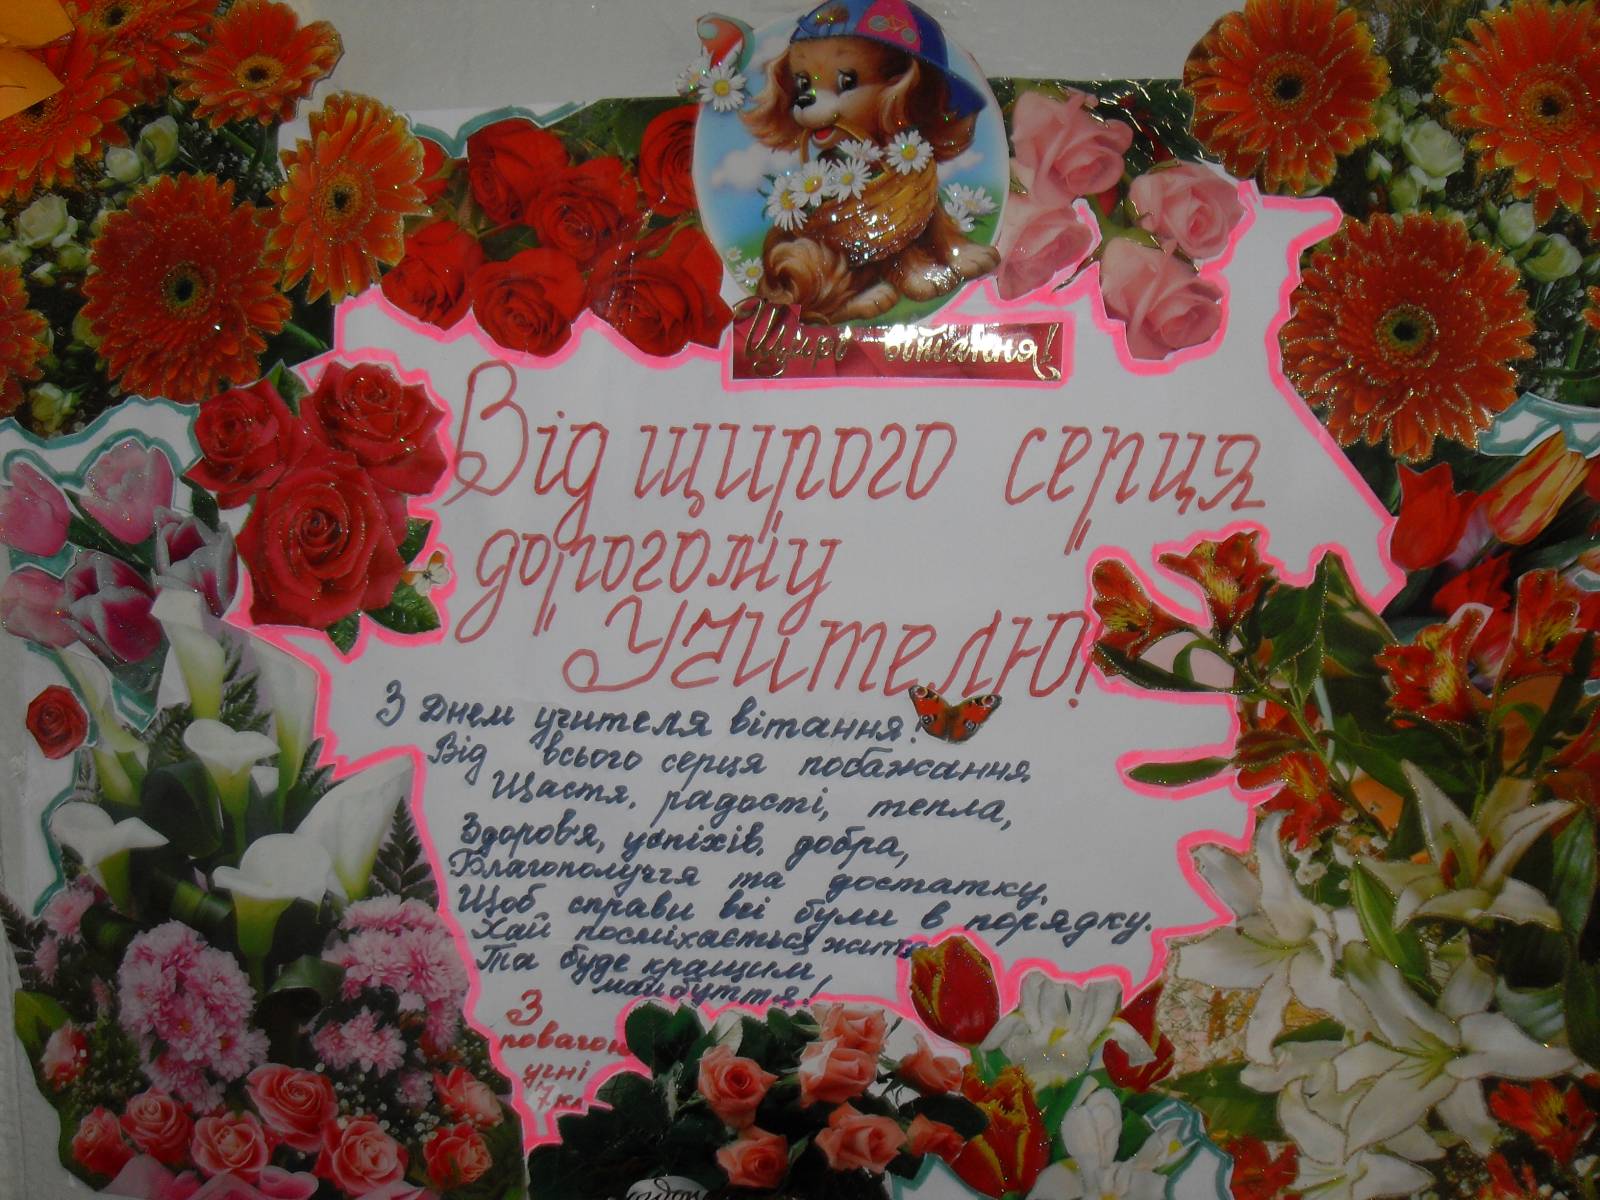 Щирі вітання!
Від щирого серця
дорогому
Учителю!
З Днем учителя вітання!
Від всього серця побажання
Щастя, радості, тепла,
Здоров'я, успіхів, добра,
Благополуччя та достатку,
Щоб справи всі були в порядку.
Хай посміхається життя
Та буде кращим
майбуття!
З
повагою
учні
7 кл